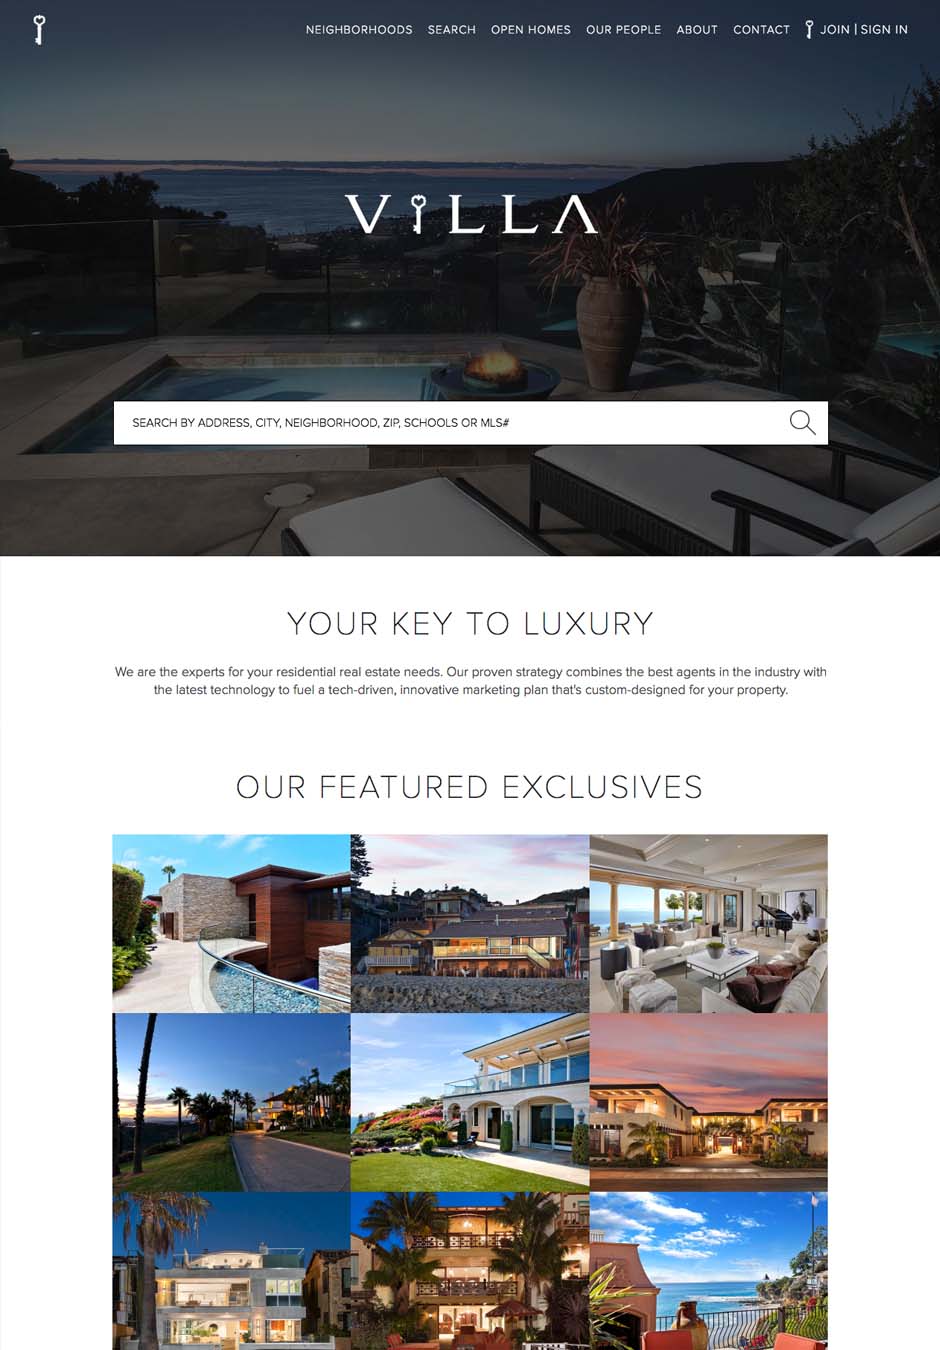 NEIGHBORHOODS SEARCH OPEN HOMES OUR PEOPLE ABOUT CONTACT JOIN | SIGN IN
VILLA
SEARCH BY ADDRESS, CITY, NEIGHBORHOOD, ZIP, SCHOOLS OR MLS#
YOUR KEY TO LUXURY
We are the experts for your residential real estate needs. Our proven strategy combines the best agents in the industry with
the latest technology to fuel a tech-driven, innovative marketing plan that's custom-designed for your property.
OUR FEATURED EXCLUSIVES